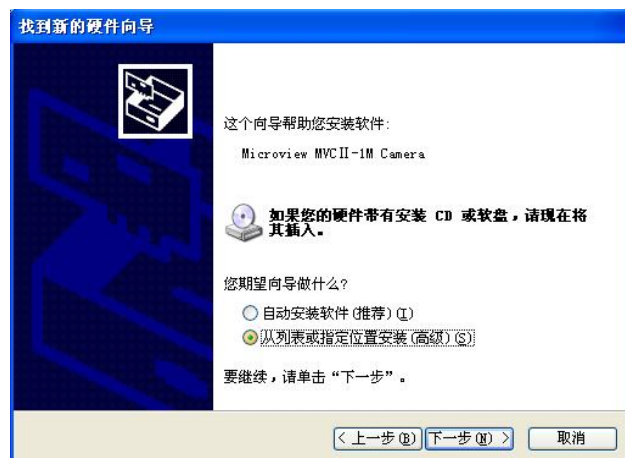 找到新的硬件向导
这个向导帮助您安装软件:
Microview MVCII-1M Camera
如果您的硬件带有安装 CD 或软盘，请现在将
其插入。
您期望向导做什么?
自动安装软件(推荐)(I)
从列表或指定位置安装(高级)(S)
要继续，请单击“下一步”。
< 上一步(B) 下一步(N) > 取消